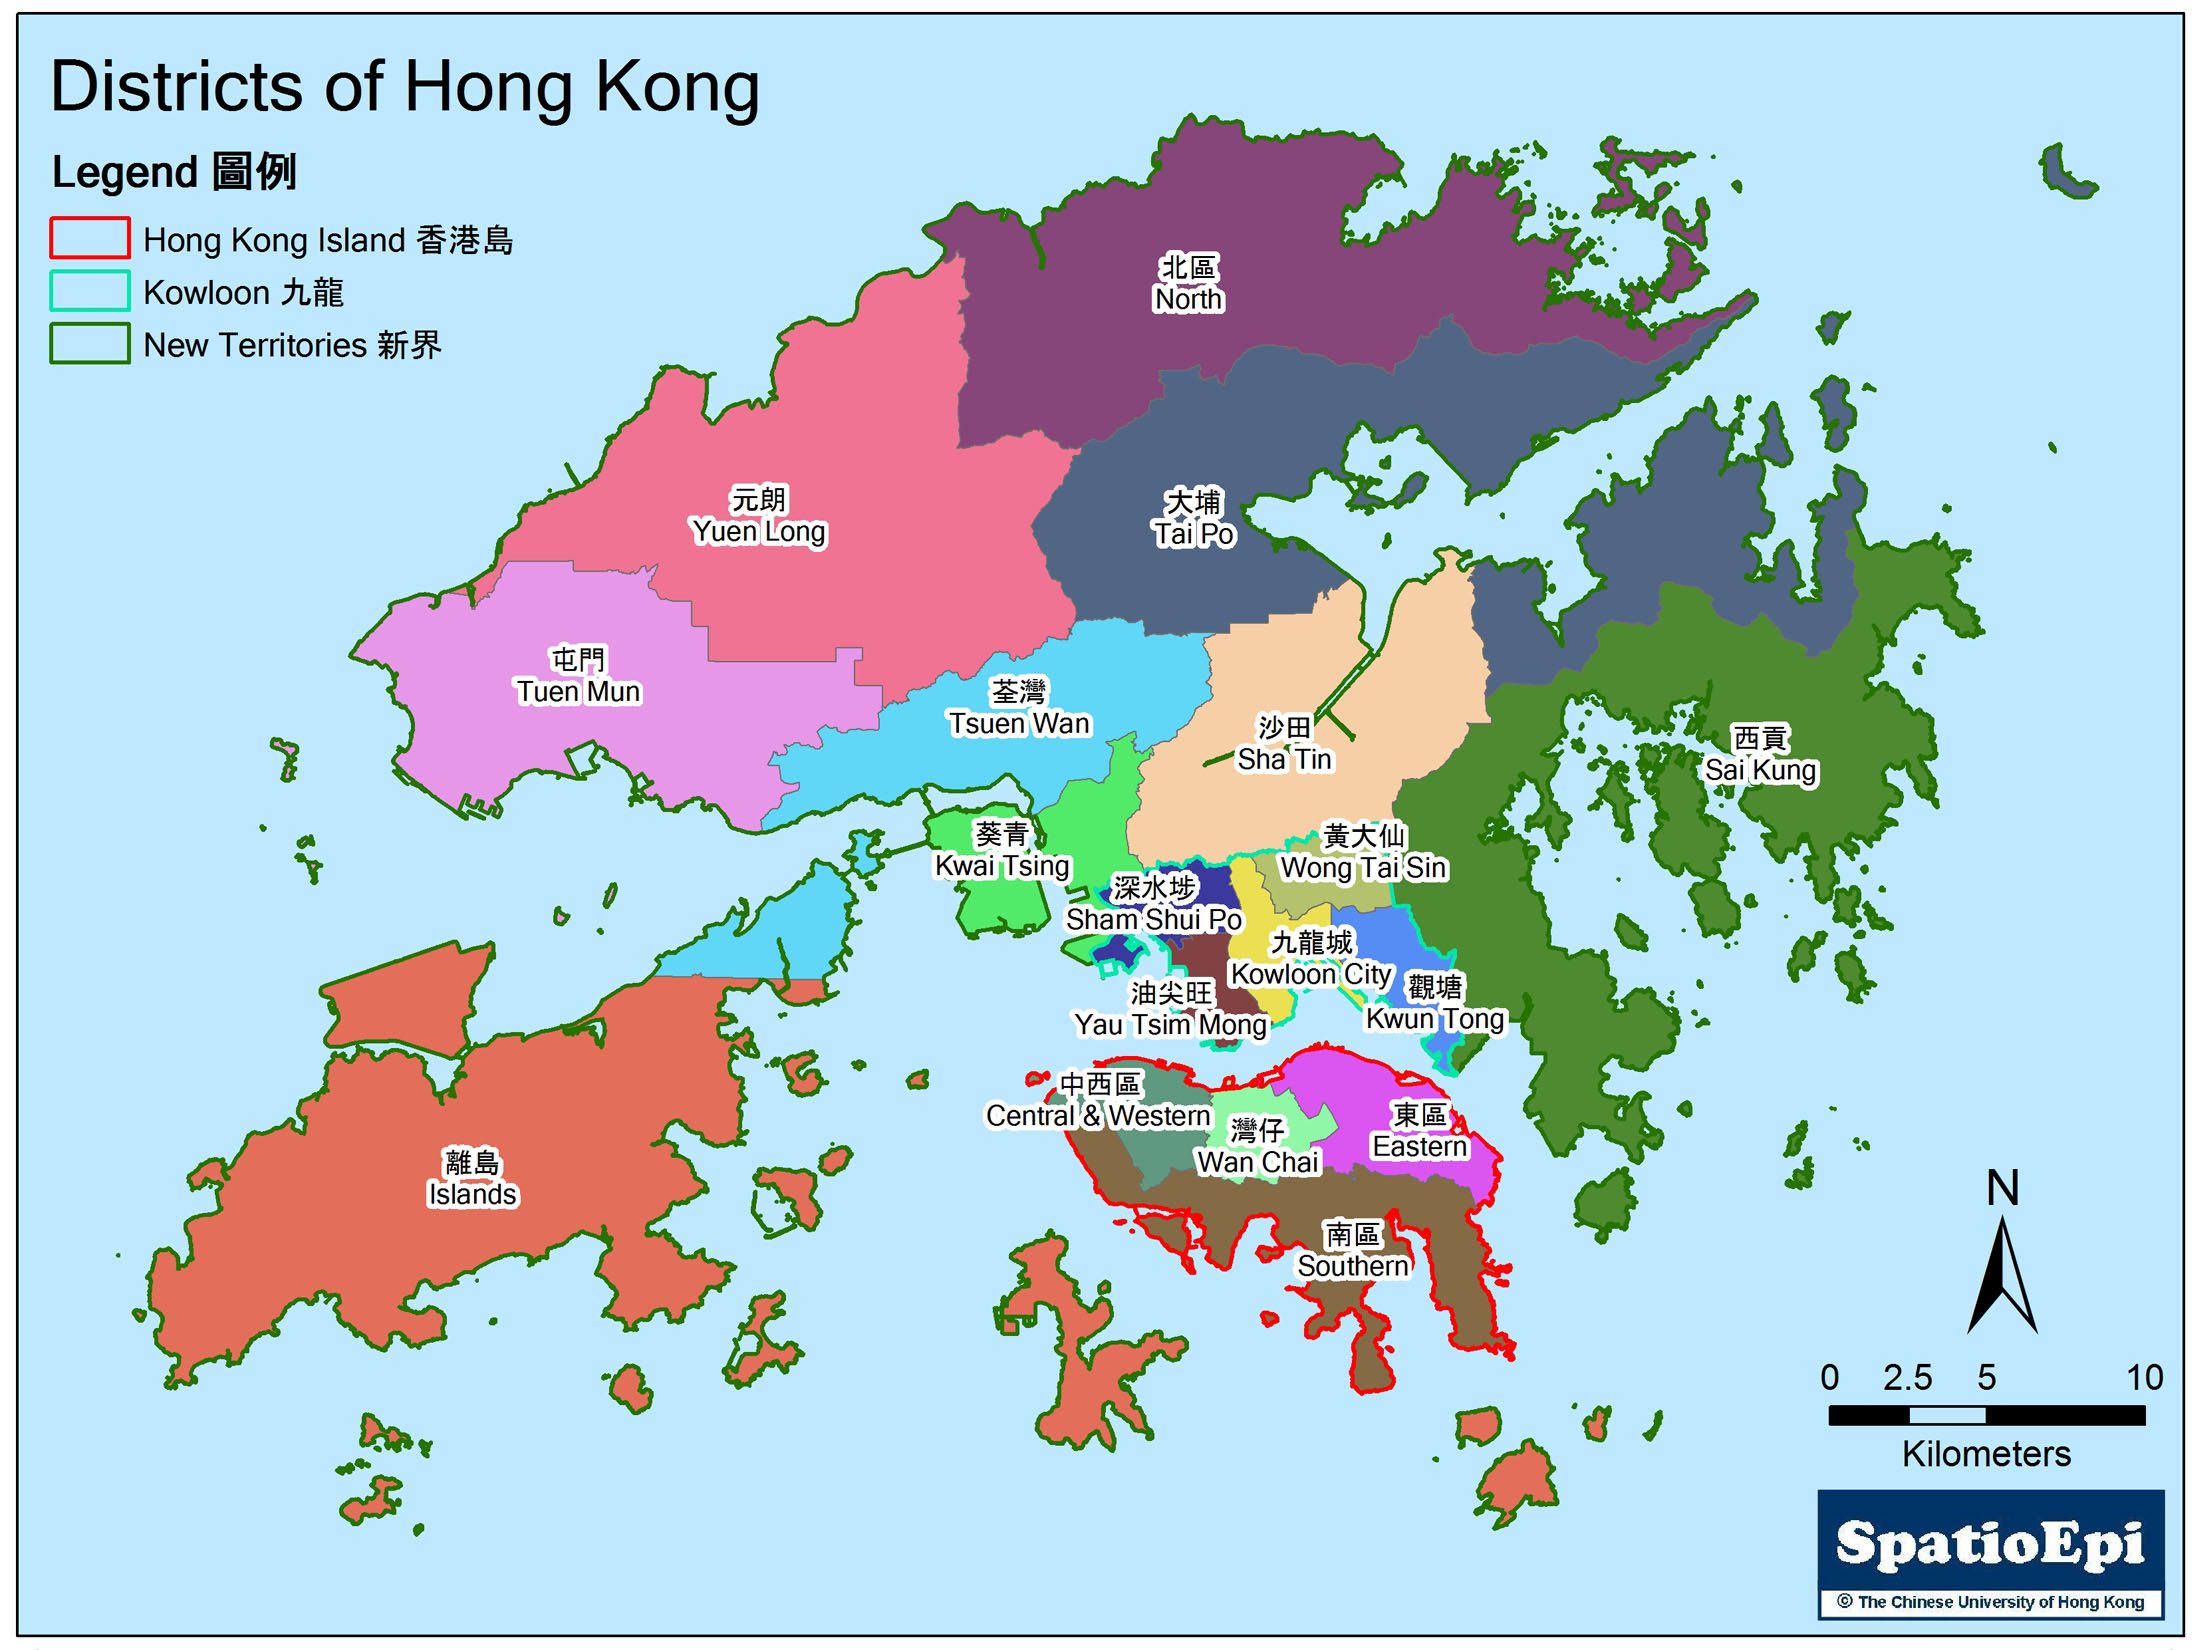 Districts of Hong Kong
Legend 圖例
Hong Kong Island 香港島
Kowloon 九龍
New Territories 新界
北區
North
元朗
Yuen Long
大埔
Tai Po
屯門
Tuen Mun
荃灣
Tsuen Wan
沙田
Sha Tin
西貢
Sai Kung
葵青
Kwai Tsing
黃大仙
Wong Tai Sin
深水埗
Sham Shui Po
九龍城
Kowloon City
油尖旺
Yau Tsim Mong
觀塘
Kwun Tong
中西區
Central & Western
灣仔
Wan Chai
東區
Eastern
離島
Islands
南區
Southern
N
0 2.5 5 10
Kilometers
SpatioEpi
© The Chinese University of Hong Kong